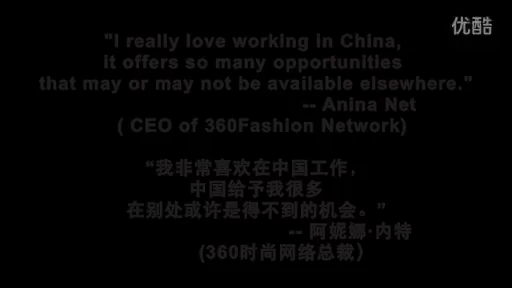 优酷
"I really love working in China,
It offers so many opportunities
that may or may not be available elsewhere."
-- Anina Net
( CEO of 360Fashion Network)
“我非常喜欢在中国工作，
中国给予我很多
在别处或许是得不到的机会。”
-- 阿妮娜·内特
(360时尚网络总裁）